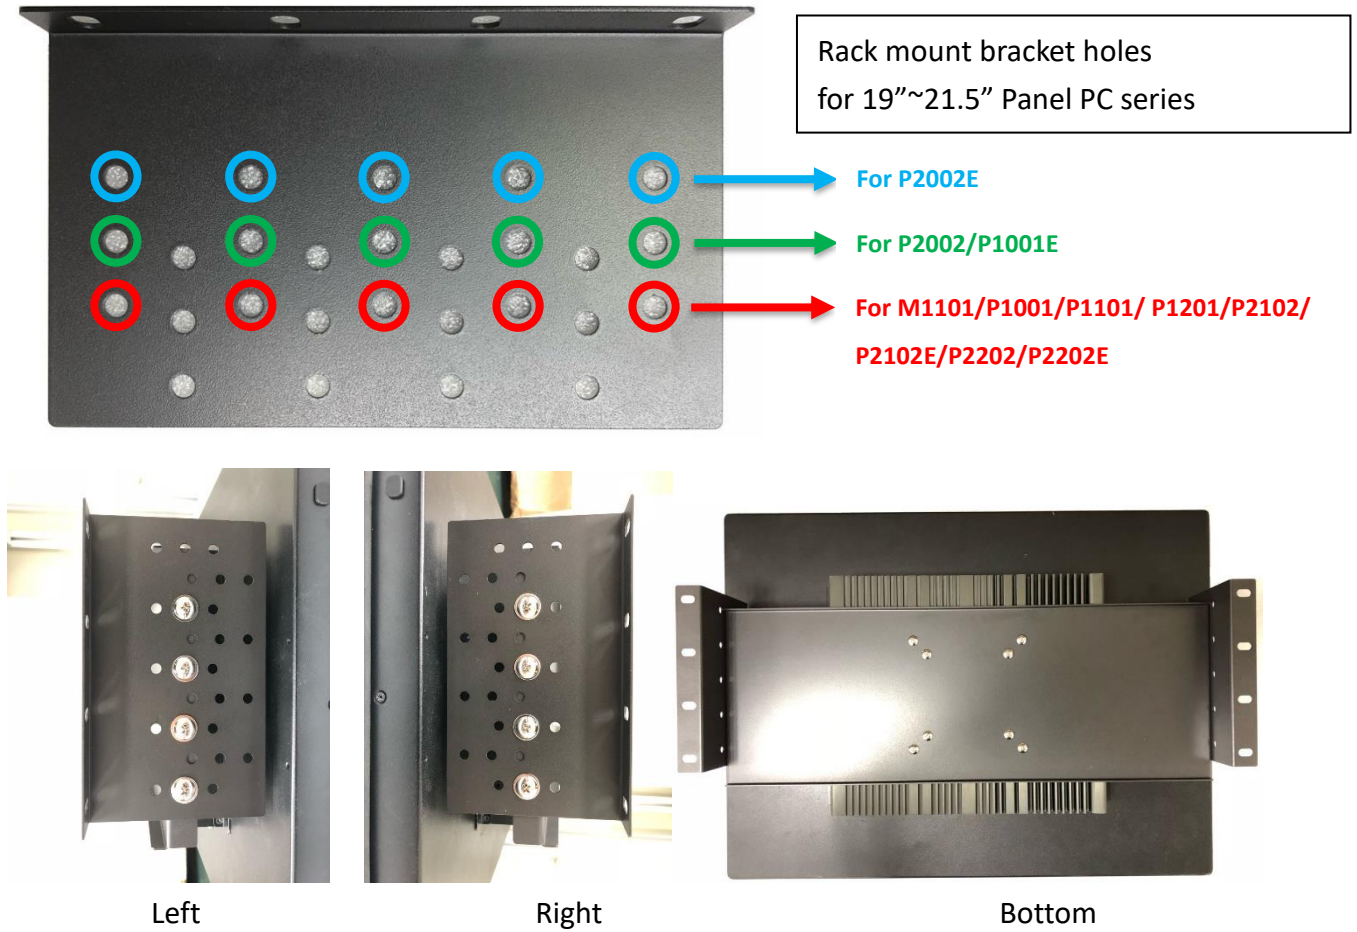 Rack mount bracket holes
for 19”~21.5” Panel PC series
For P2002E
For P2002/P1001E
For M1101/P1001/P1101/ P1201/P2102/
P2102E/P2202/P2202E
Left
Right
Bottom